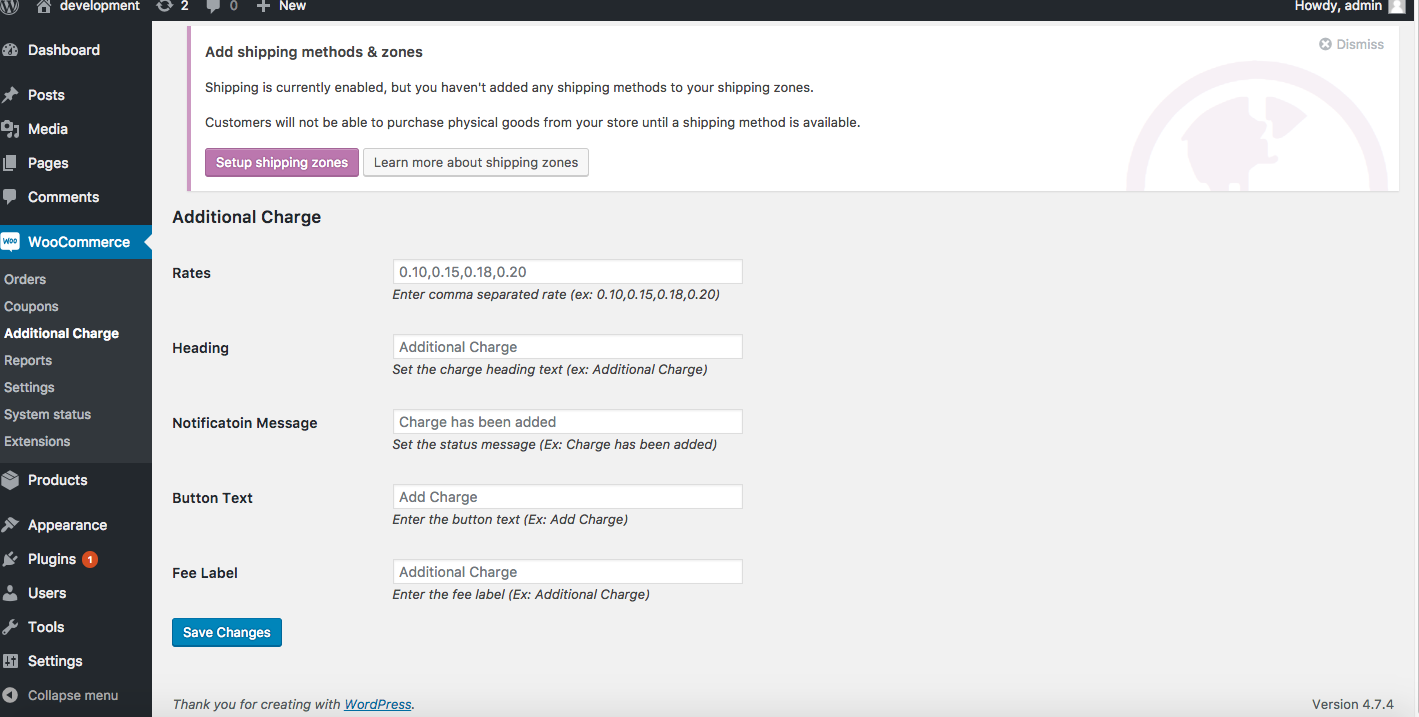 development 2 0 New Howdy, admin
Dashboard
Posts
Media
Pages
Comments
WOO WooCommerce
Orders
Coupons
Additional Charge
Reports
Settings
System status
Extensions
Products
Appearance
Plugins 1
Users
Tools
Settings
Collapse menu
Add shipping methods & zones
Dismiss
Shipping is currently enabled, but you haven't added any shipping methods to your shipping zones.
Customers will not be able to purchase physical goods from your store until a shipping method is available.
Setup shipping zones Learn more about shipping zones
Additional Charge
Rates 0.10,0.15,0.18,0.20
Enter comma separated rate (ex: 0.10,0.15,0.18,0.20)
Heading Additional Charge
Set the charge heading text (ex: Additional Charge)
Notificatoin Message Charge has been added
Set the status message (Ex: Charge has been added)
Button Text Add Charge
Enter the button text (Ex: Add Charge)
Fee Label Additional Charge
Enter the fee label (Ex: Additional Charge)
Save Changes
Thank you for creating with WordPress. Version 4.7.4